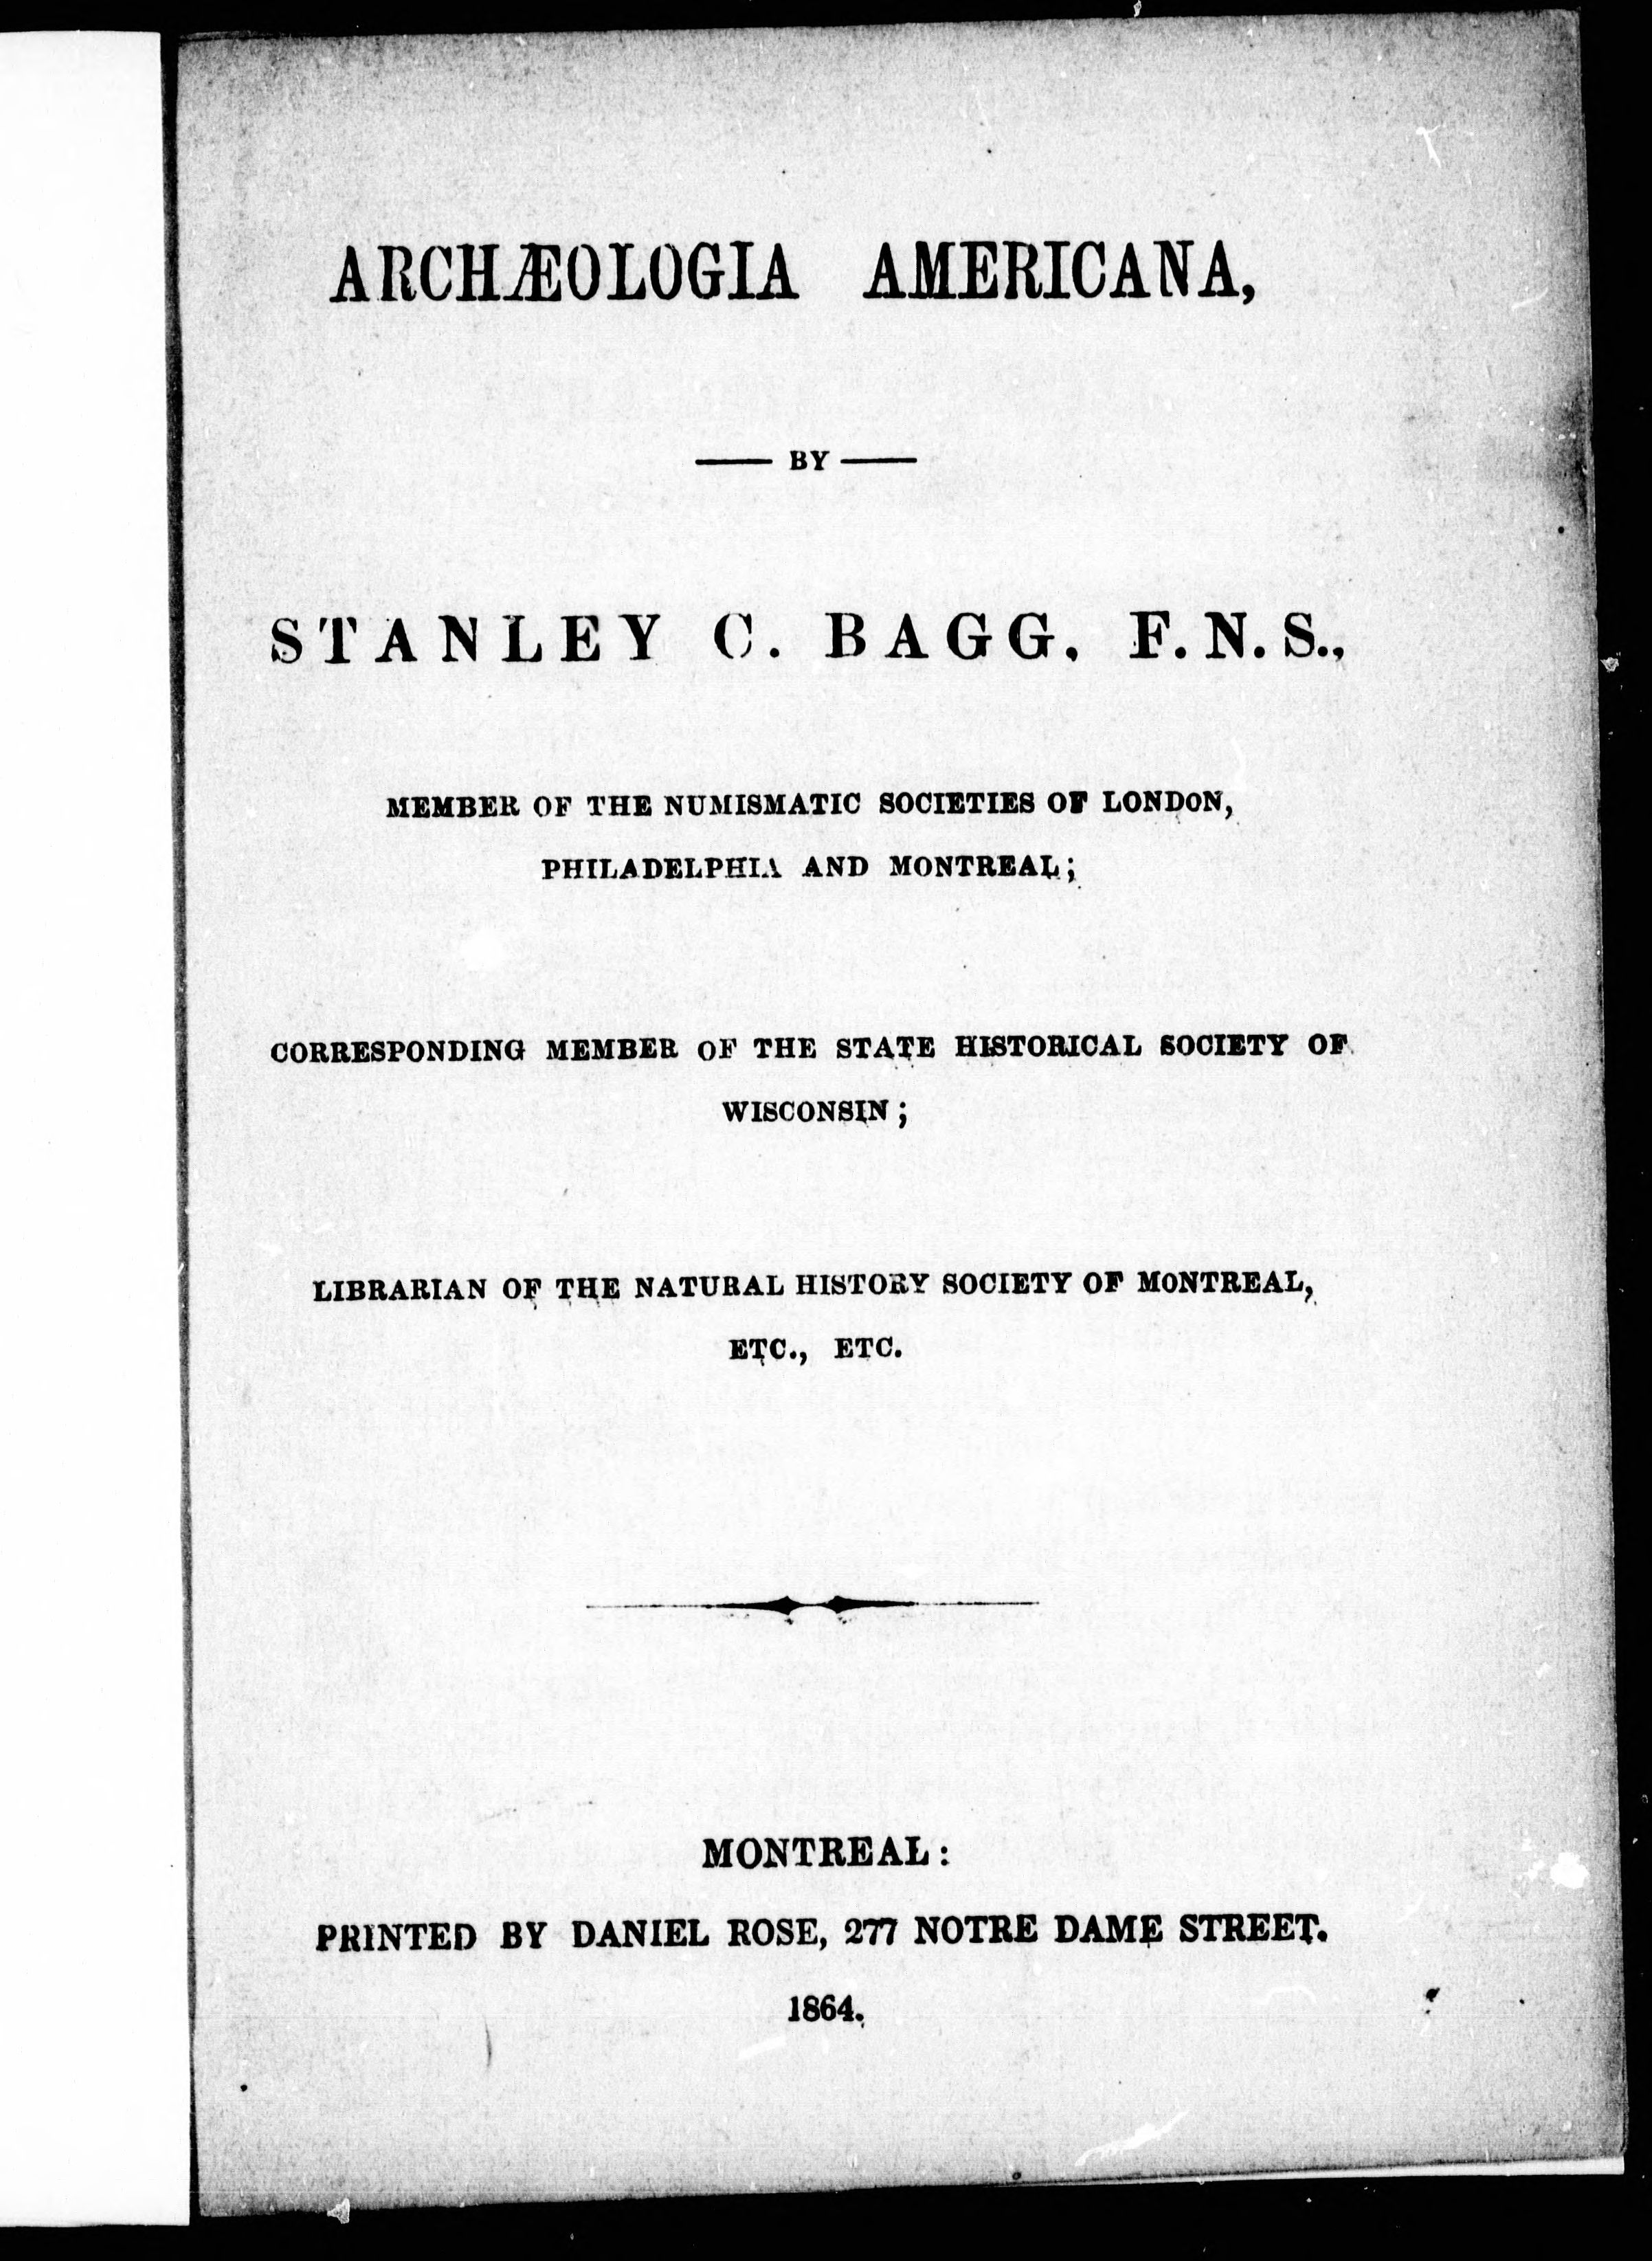 ARCHÆOLOGIA AMERICANA,
— BY —
STANLEY C. BAGG, F.N.S.,
MEMBER OF THE NUMISMATIC SOCIETIES OF LONDON,
PHILADELPHIA AND MONTREAL;
CORRESPONDING MEMBER OF THE STATE HISTORICAL SOCIETY OF
WISCONSIN;
LIBRARIAN OF THE NATURAL HISTORY SOCIETY OF MONTREAL,
ETC., ETC.
MONTREAL:
PRINTED BY DANIEL ROSE, 277 NOTRE DAME STREET.
1864.